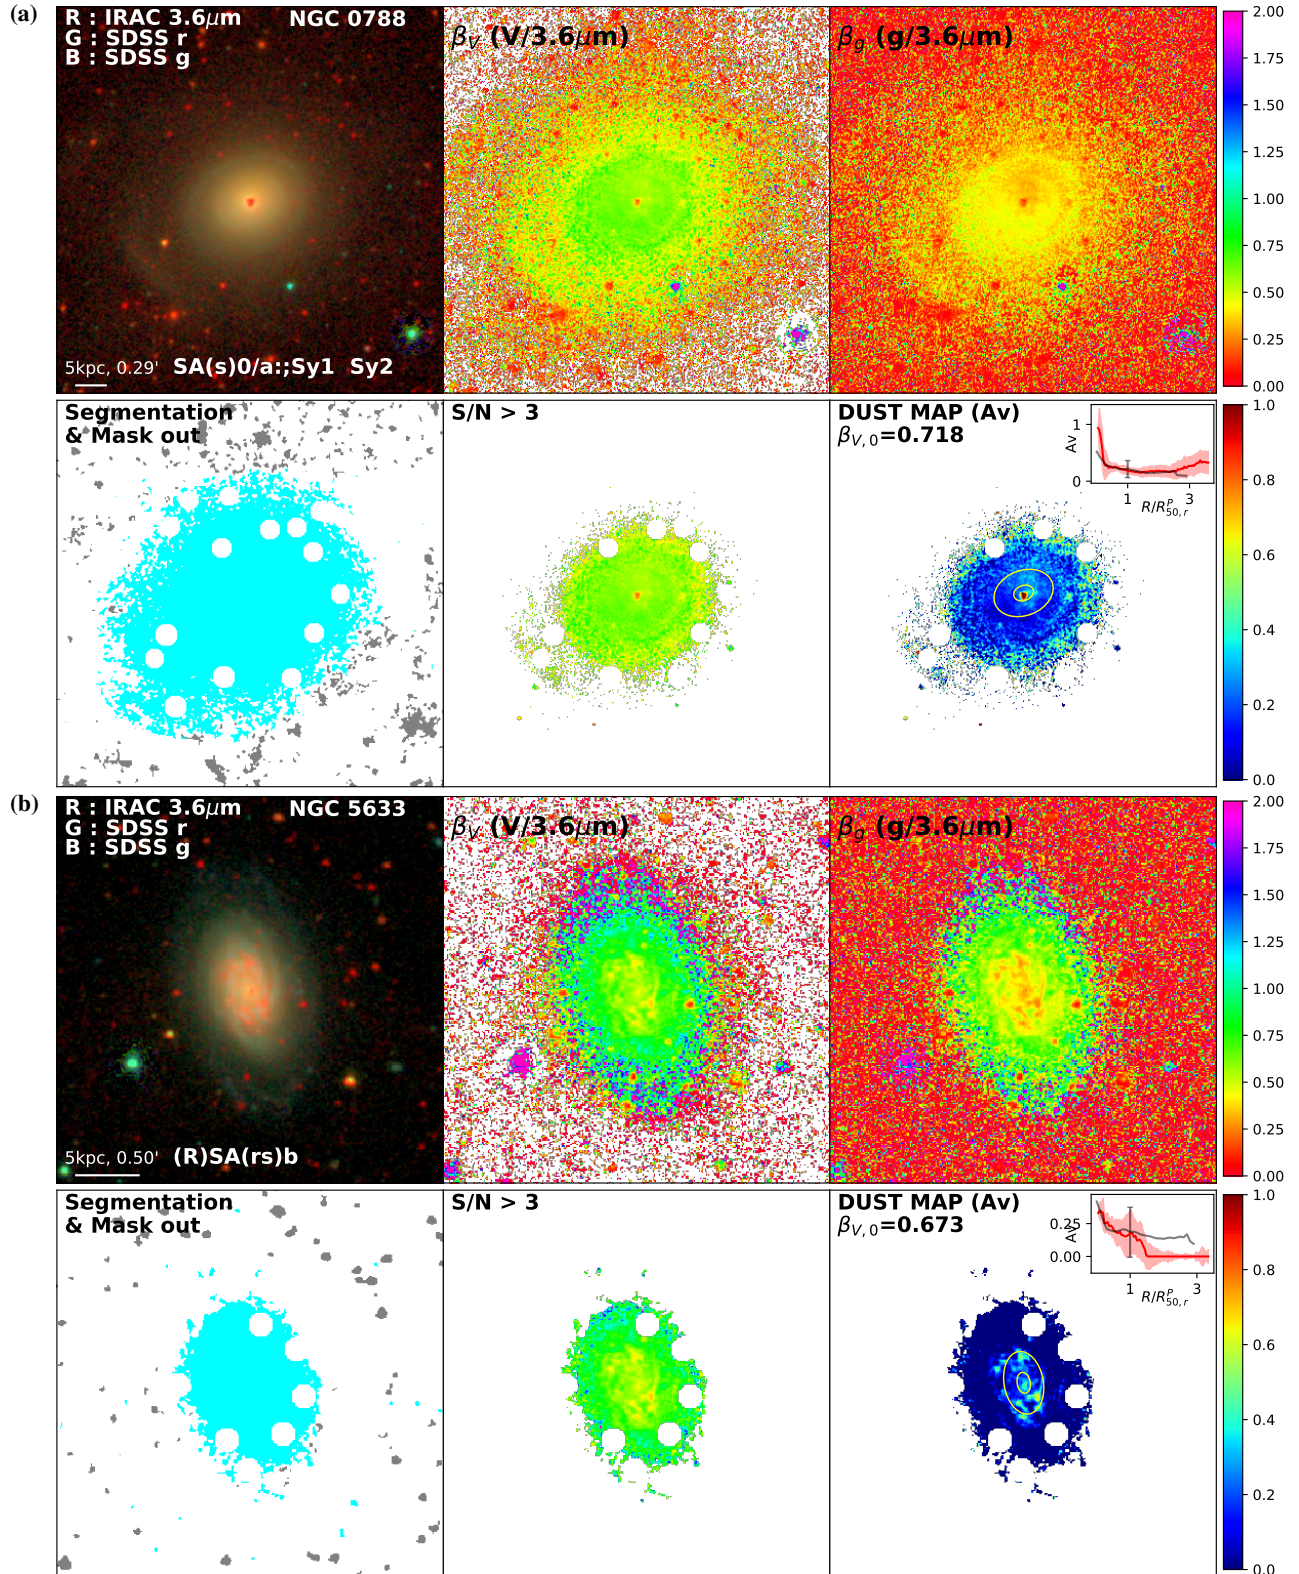 (a)
R : IRAC 3.6μm NGC 0788
G : SDSS r
B : SDSS g
5kpc, 0.29' SA(s)0/a:;Sy1 Sy2
β_V (V/3.6μm)
β_g (g/3.6μm)
2.00
1.75
1.50
1.25
1.00
0.75
0.50
0.25
0.00
Segmentation
& Mask out
S/N > 3
DUST MAP (Av)
β_V,0=0.718
Av
1
0
1 3
R/R^P_50,r
1.0
0.8
0.6
0.4
0.2
0.0
(b)
R : IRAC 3.6μm NGC 5633
G : SDSS r
B : SDSS g
5kpc, 0.50' (R)SA(rs)b
β_V (V/3.6μm)
β_g (g/3.6μm)
2.00
1.75
1.50
1.25
1.00
0.75
0.50
0.25
0.00
Segmentation
& Mask out
S/N > 3
DUST MAP (Av)
β_V,0=0.673
Av
0.25
0.00
1 3
R/R^P_50,r
1.0
0.8
0.6
0.4
0.2
0.0